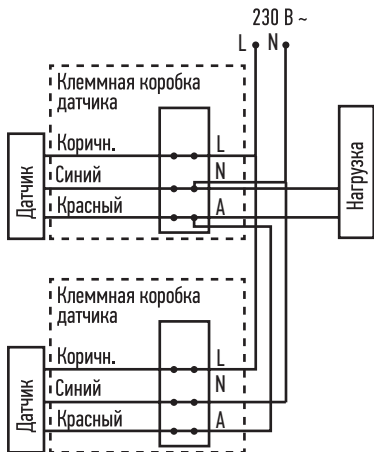 230 В ~
L N
Клеммная коробка
датчика
Коричн. L
Синий N
Красный A
Датчик
Нагрузка
Клеммная коробка
датчика
Коричн. L
Синий N
Красный A
Датчик